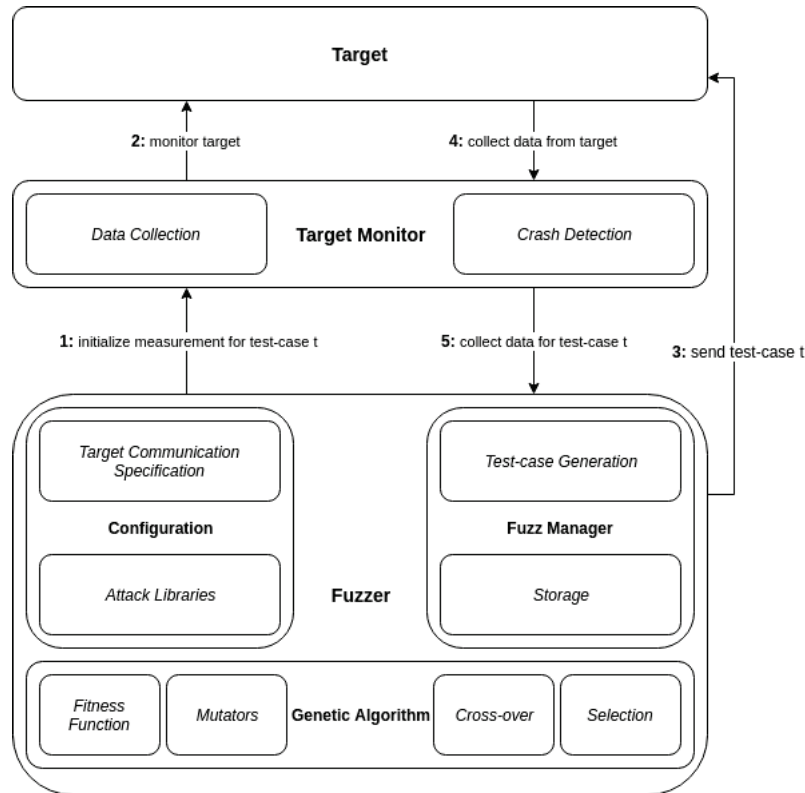 Target
2: monitor target
4: collect data from target
Data Collection
Target Monitor
Crash Detection
1: initialize measurement for test-case t
5: collect data for test-case t
3: send test-case t
Target Communication
Specification
Test-case Generation
Configuration
Fuzz Manager
Attack Libraries
Fuzzer
Storage
Fitness
Function
Mutators
Genetic Algorithm
Cross-over
Selection